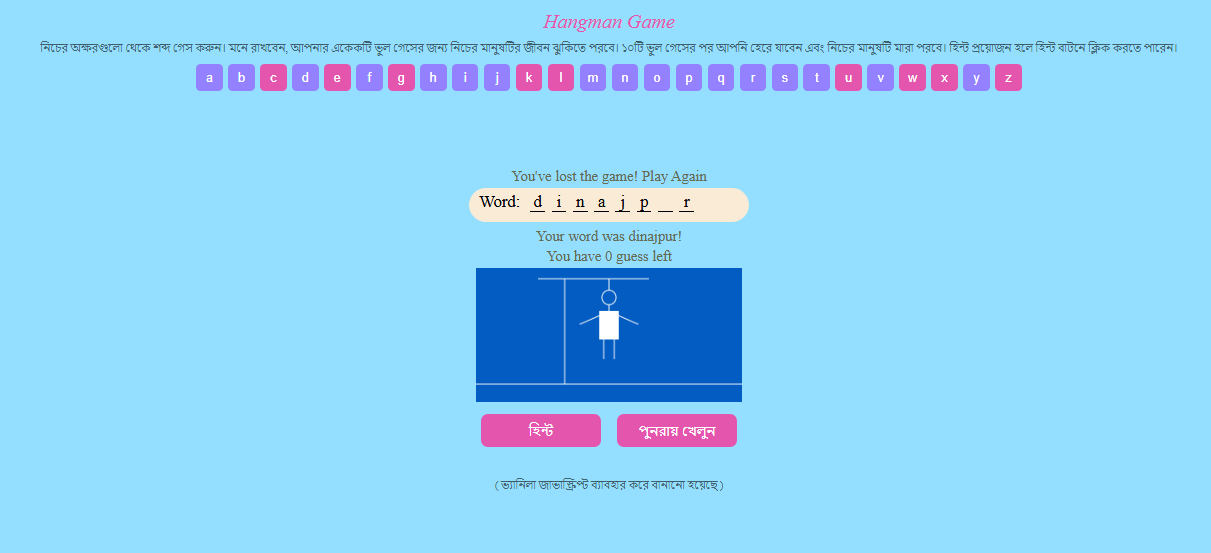 Hangman Game
নিচের অক্ষরগুলো থেকে শব্দ গেস করুন। মনে রাখবেন, আপনার একেকটি ভুল গেসের জন্য নিচের মানুষটির জীবন ঝুকিতে পরবে। ১০টি ভুল গেসের পর আপনি হেরে যাবেন এবং নিচের মানুষটি মারা পরবে। হিন্ট প্রয়োজন হলে হিন্ট বাটনে ক্লিক করতে পারেন।
a b c d e f g h i j k l m n o p q r s t u v w x y z
You've lost the game! Play Again
Word: d i n a j p _ r
Your word was dinajpur!
You have 0 guess left
হিন্ট পুনরায় খেলুন
( ভ্যানিলা জাভাস্ক্রিপ্ট ব্যাবহার করে বানানো হয়েছে )